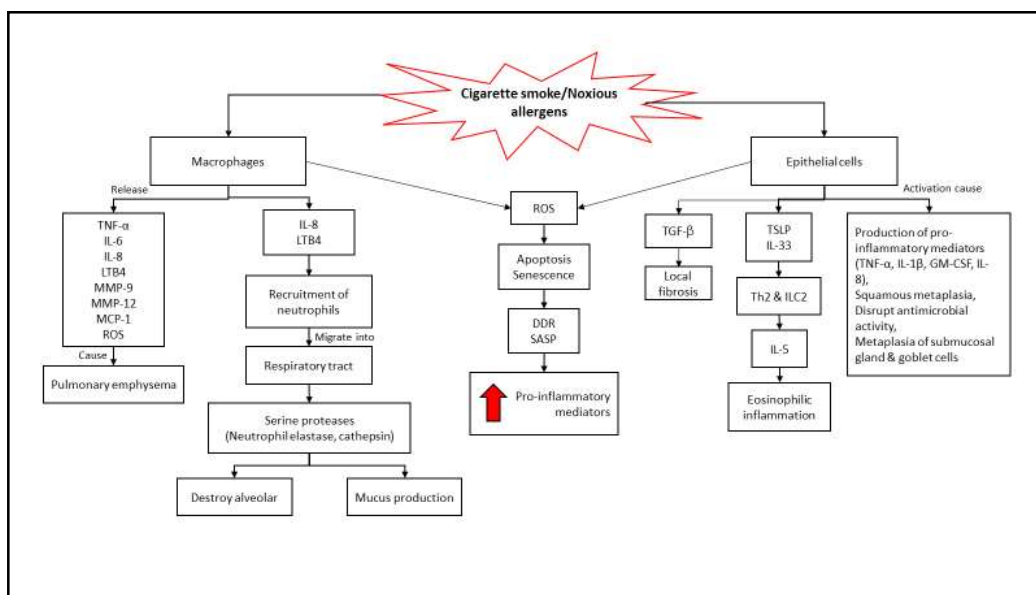 Cigarette smoke/Noxious
allergens
Macrophages
Epithelial cells
Release
Activation cause
TNF-α
IL-6
IL-8
LTB4
MMP-9
MMP-12
MCP-1
ROS
Cause
Pulmonary emphysema
IL-8
LTB4
Recruitment of
neutrophils
Migrate into
Respiratory tract
Serine proteases
(Neutrophil elastase, cathepsin)
Destroy alveolar
Mucus production
ROS
Apoptosis
Senescence
DDR
SASP
Pro-inflammatory
mediators
TGF-β
Local
fibrosis
TSLP
IL-33
Th2 & ILC2
IL-5
Eosinophilic
inflammation
Production of pro-
inflammatory mediators
(TNF-α, IL-1β, GM-CSF, IL-
8),
Squamous metaplasia,
Disrupt antimicrobial
activity,
Metaplasia of submucosal
gland & goblet cells